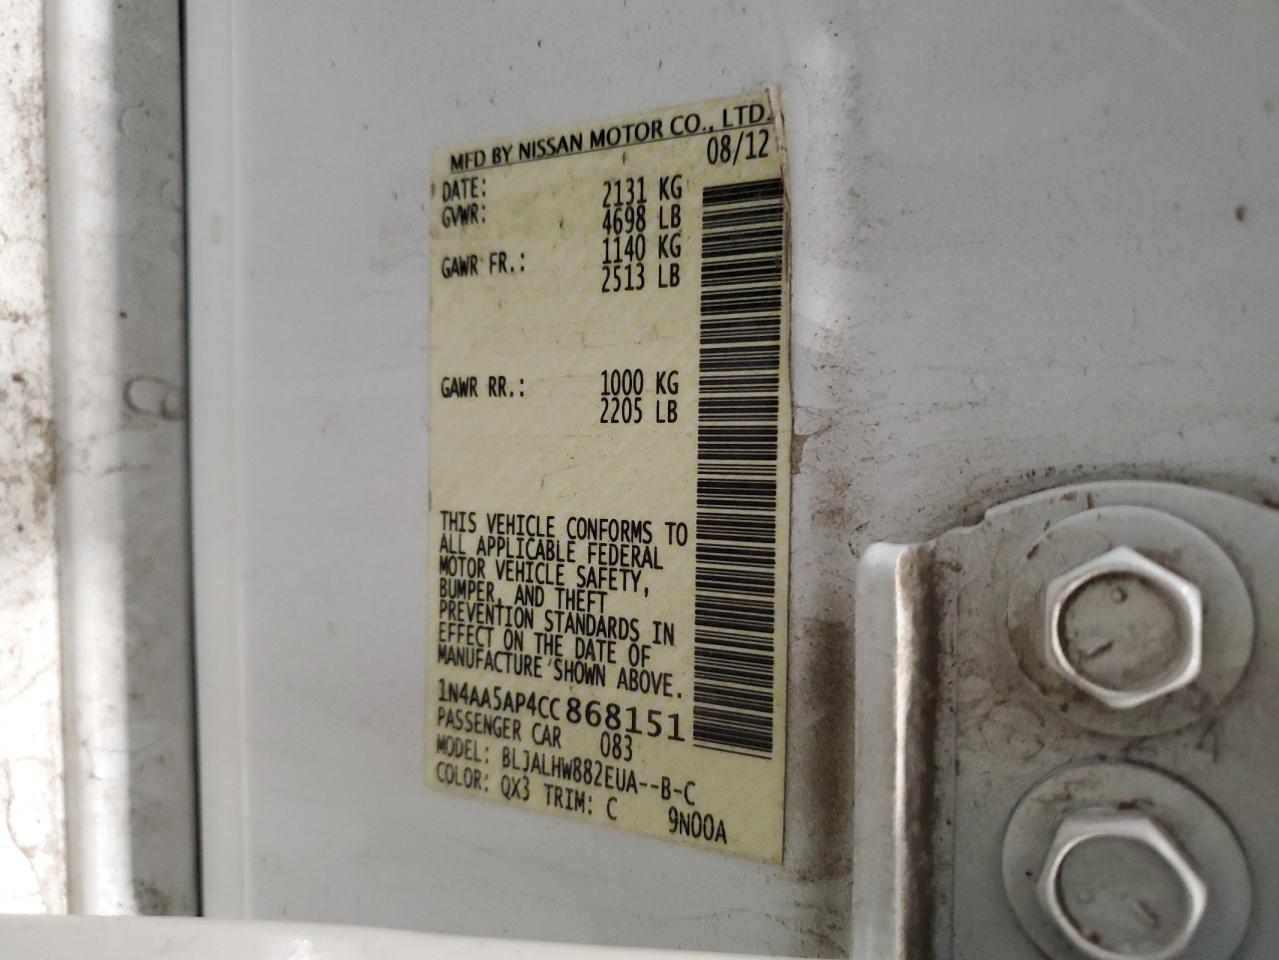 MFD BY NISSAN MOTOR CO., LTD.
DATE: 08/12
GVWR: 2131 KG
4698 LB
GAWR FR.: 1140 KG
2513 LB
GAWR RR.: 1000 KG
2205 LB
THIS VEHICLE CONFORMS TO
ALL APPLICABLE FEDERAL
MOTOR VEHICLE SAFETY,
BUMPER, AND THEFT
PREVENTION STANDARDS IN
EFFECT ON THE DATE OF
MANUFACTURE SHOWN ABOVE.
1N4AA5AP4CC868151
PASSENGER CAR 083
MODEL: BLJALHW882EUA--B-C
COLOR: QX3 TRIM: C 9N00A